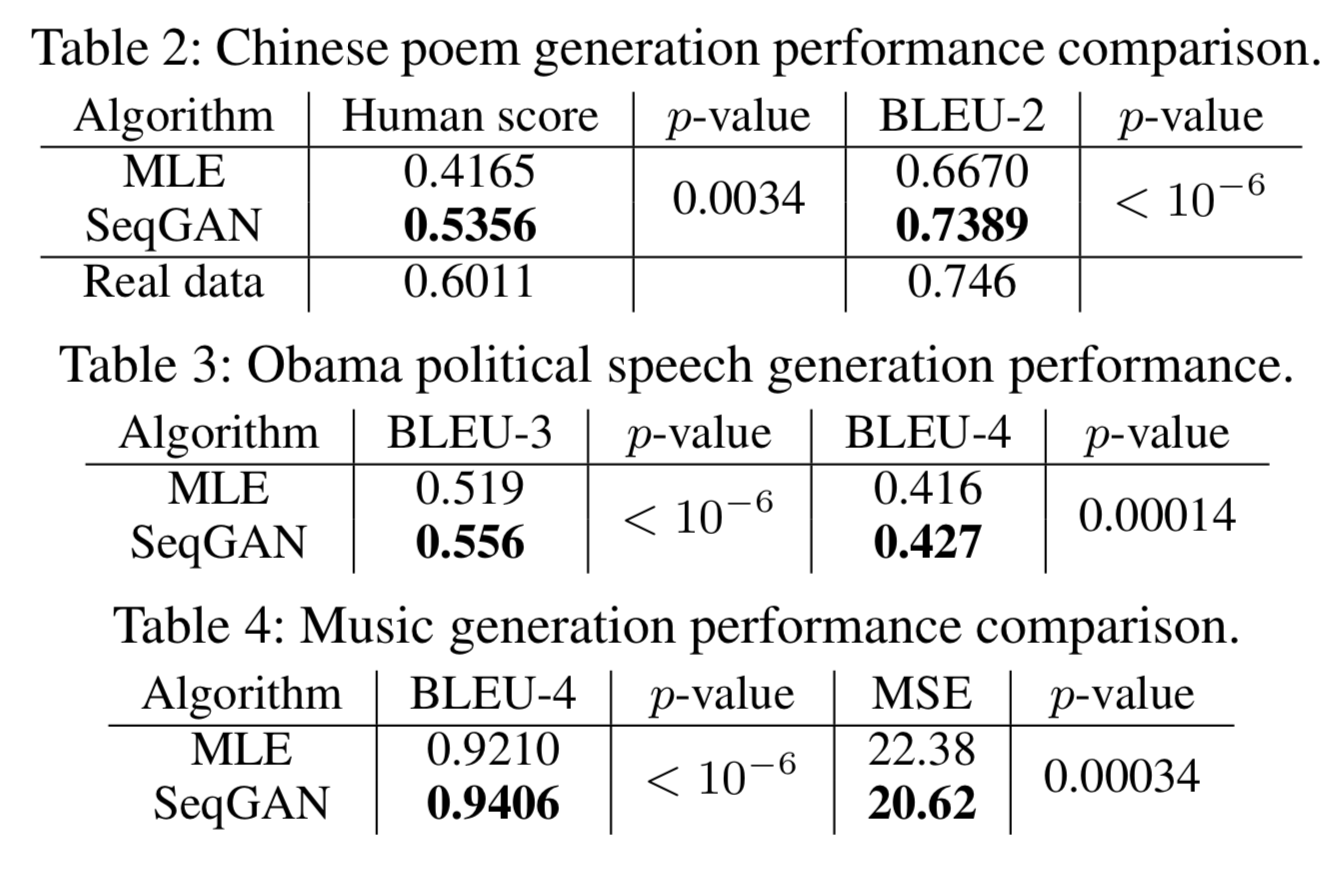 Table 2: Chinese poem generation performance comparison.
Algorithm Human score p-value BLEU-2 p-value
MLE 0.4165 0.6670
0.0034 < 10⁻⁶
SeqGAN 0.5356 0.7389
Real data 0.6011 0.746
Table 3: Obama political speech generation performance.
Algorithm BLEU-3 p-value BLEU-4 p-value
MLE 0.519 0.416
< 10⁻⁶ 0.00014
SeqGAN 0.556 0.427
Table 4: Music generation performance comparison.
Algorithm BLEU-4 p-value MSE p-value
MLE 0.9210 22.38
< 10⁻⁶ 0.00034
SeqGAN 0.9406 20.62